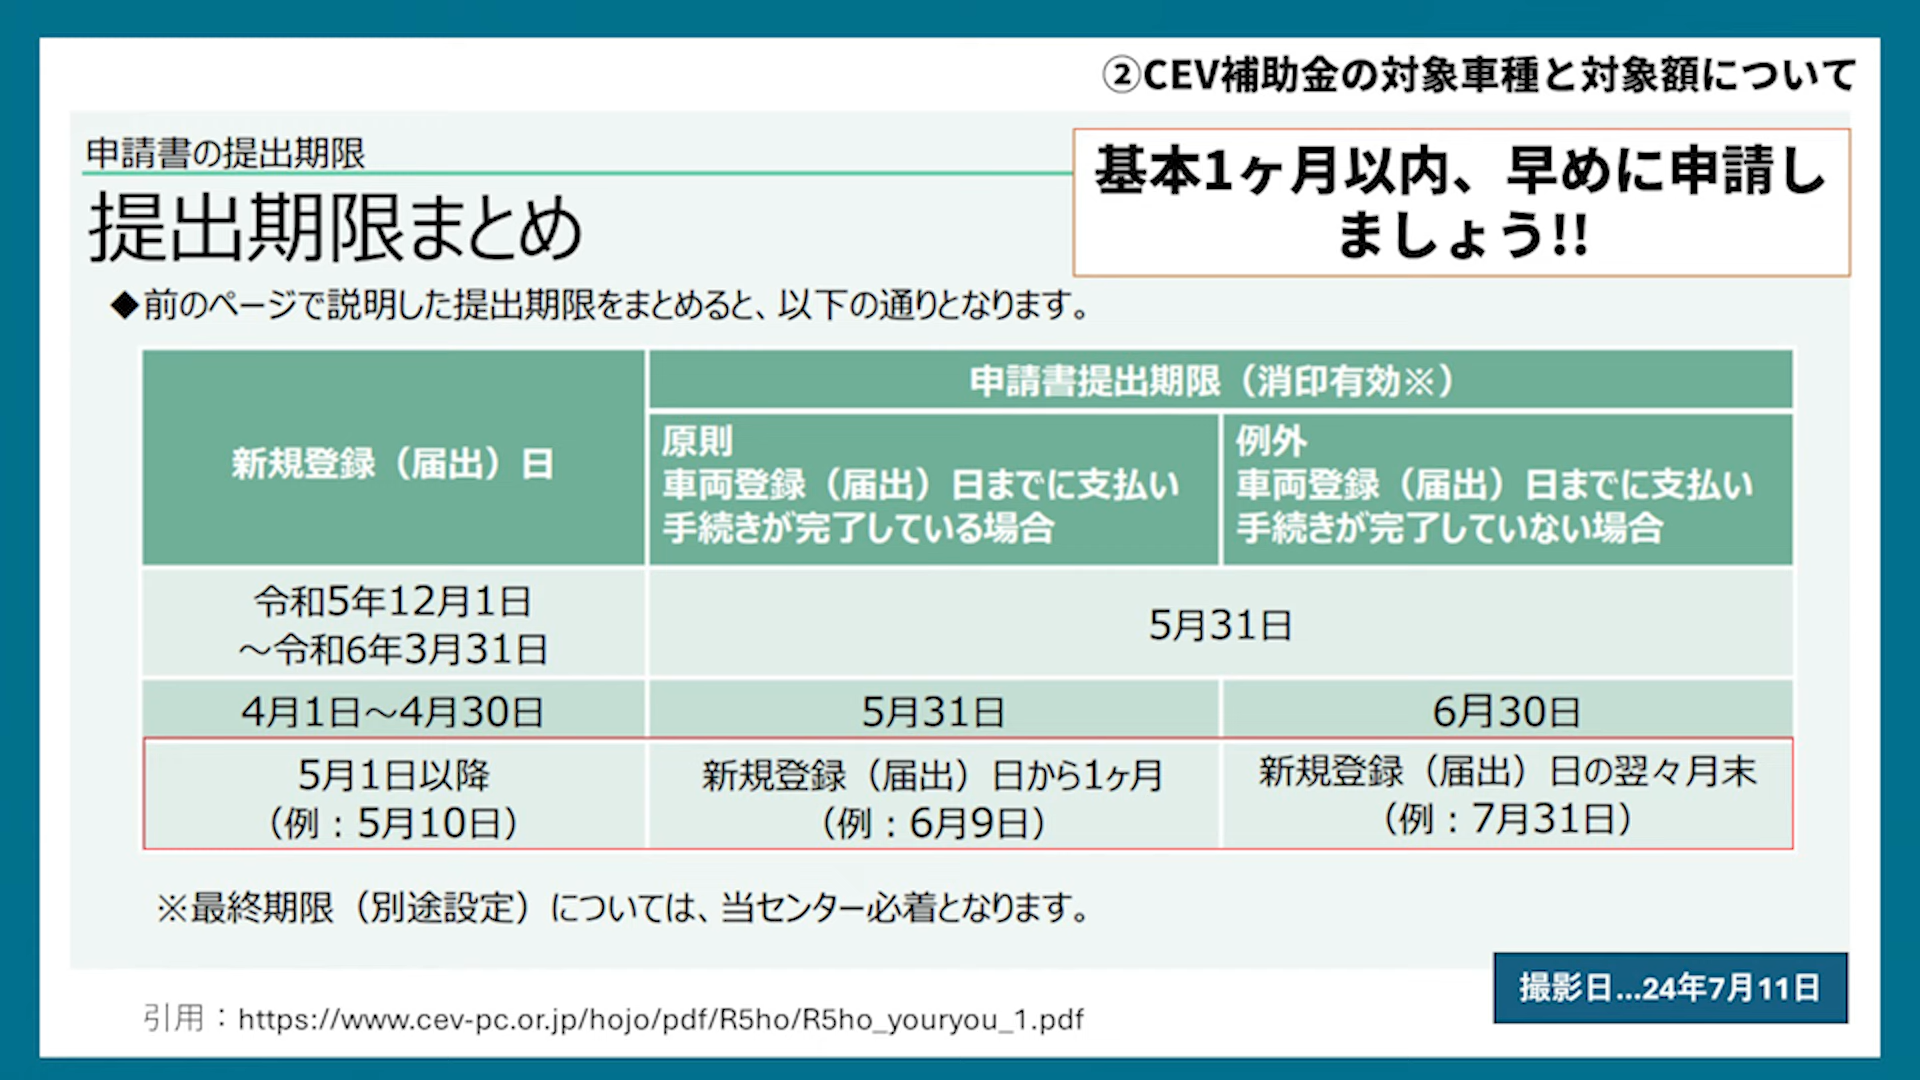 ②CEV補助金の対象車種と対象額について
申請書の提出期限
基本1ヶ月以内、早めに申請し
ましょう!!
提出期限まとめ
◆前のページで説明した提出期限をまとめると、以下の通りとなります。
新規登録（届出）日
申請書提出期限（消印有効※）
原則
車両登録（届出）日までに支払い
手続きが完了している場合
例外
車両登録（届出）日までに支払い
手続きが完了していない場合
令和5年12月1日
～令和6年3月31日
5月31日
4月1日～4月30日
5月31日
6月30日
5月1日以降
（例：5月10日）
新規登録（届出）日から1ヶ月
（例：6月9日）
新規登録（届出）日の翌々月末
（例：7月31日）
※最終期限（別途設定）については、当センター必着となります。
撮影日...24年7月11日
引用：https://www.cev-pc.or.jp/hojo/pdf/R5ho/R5ho_youryou_1.pdf